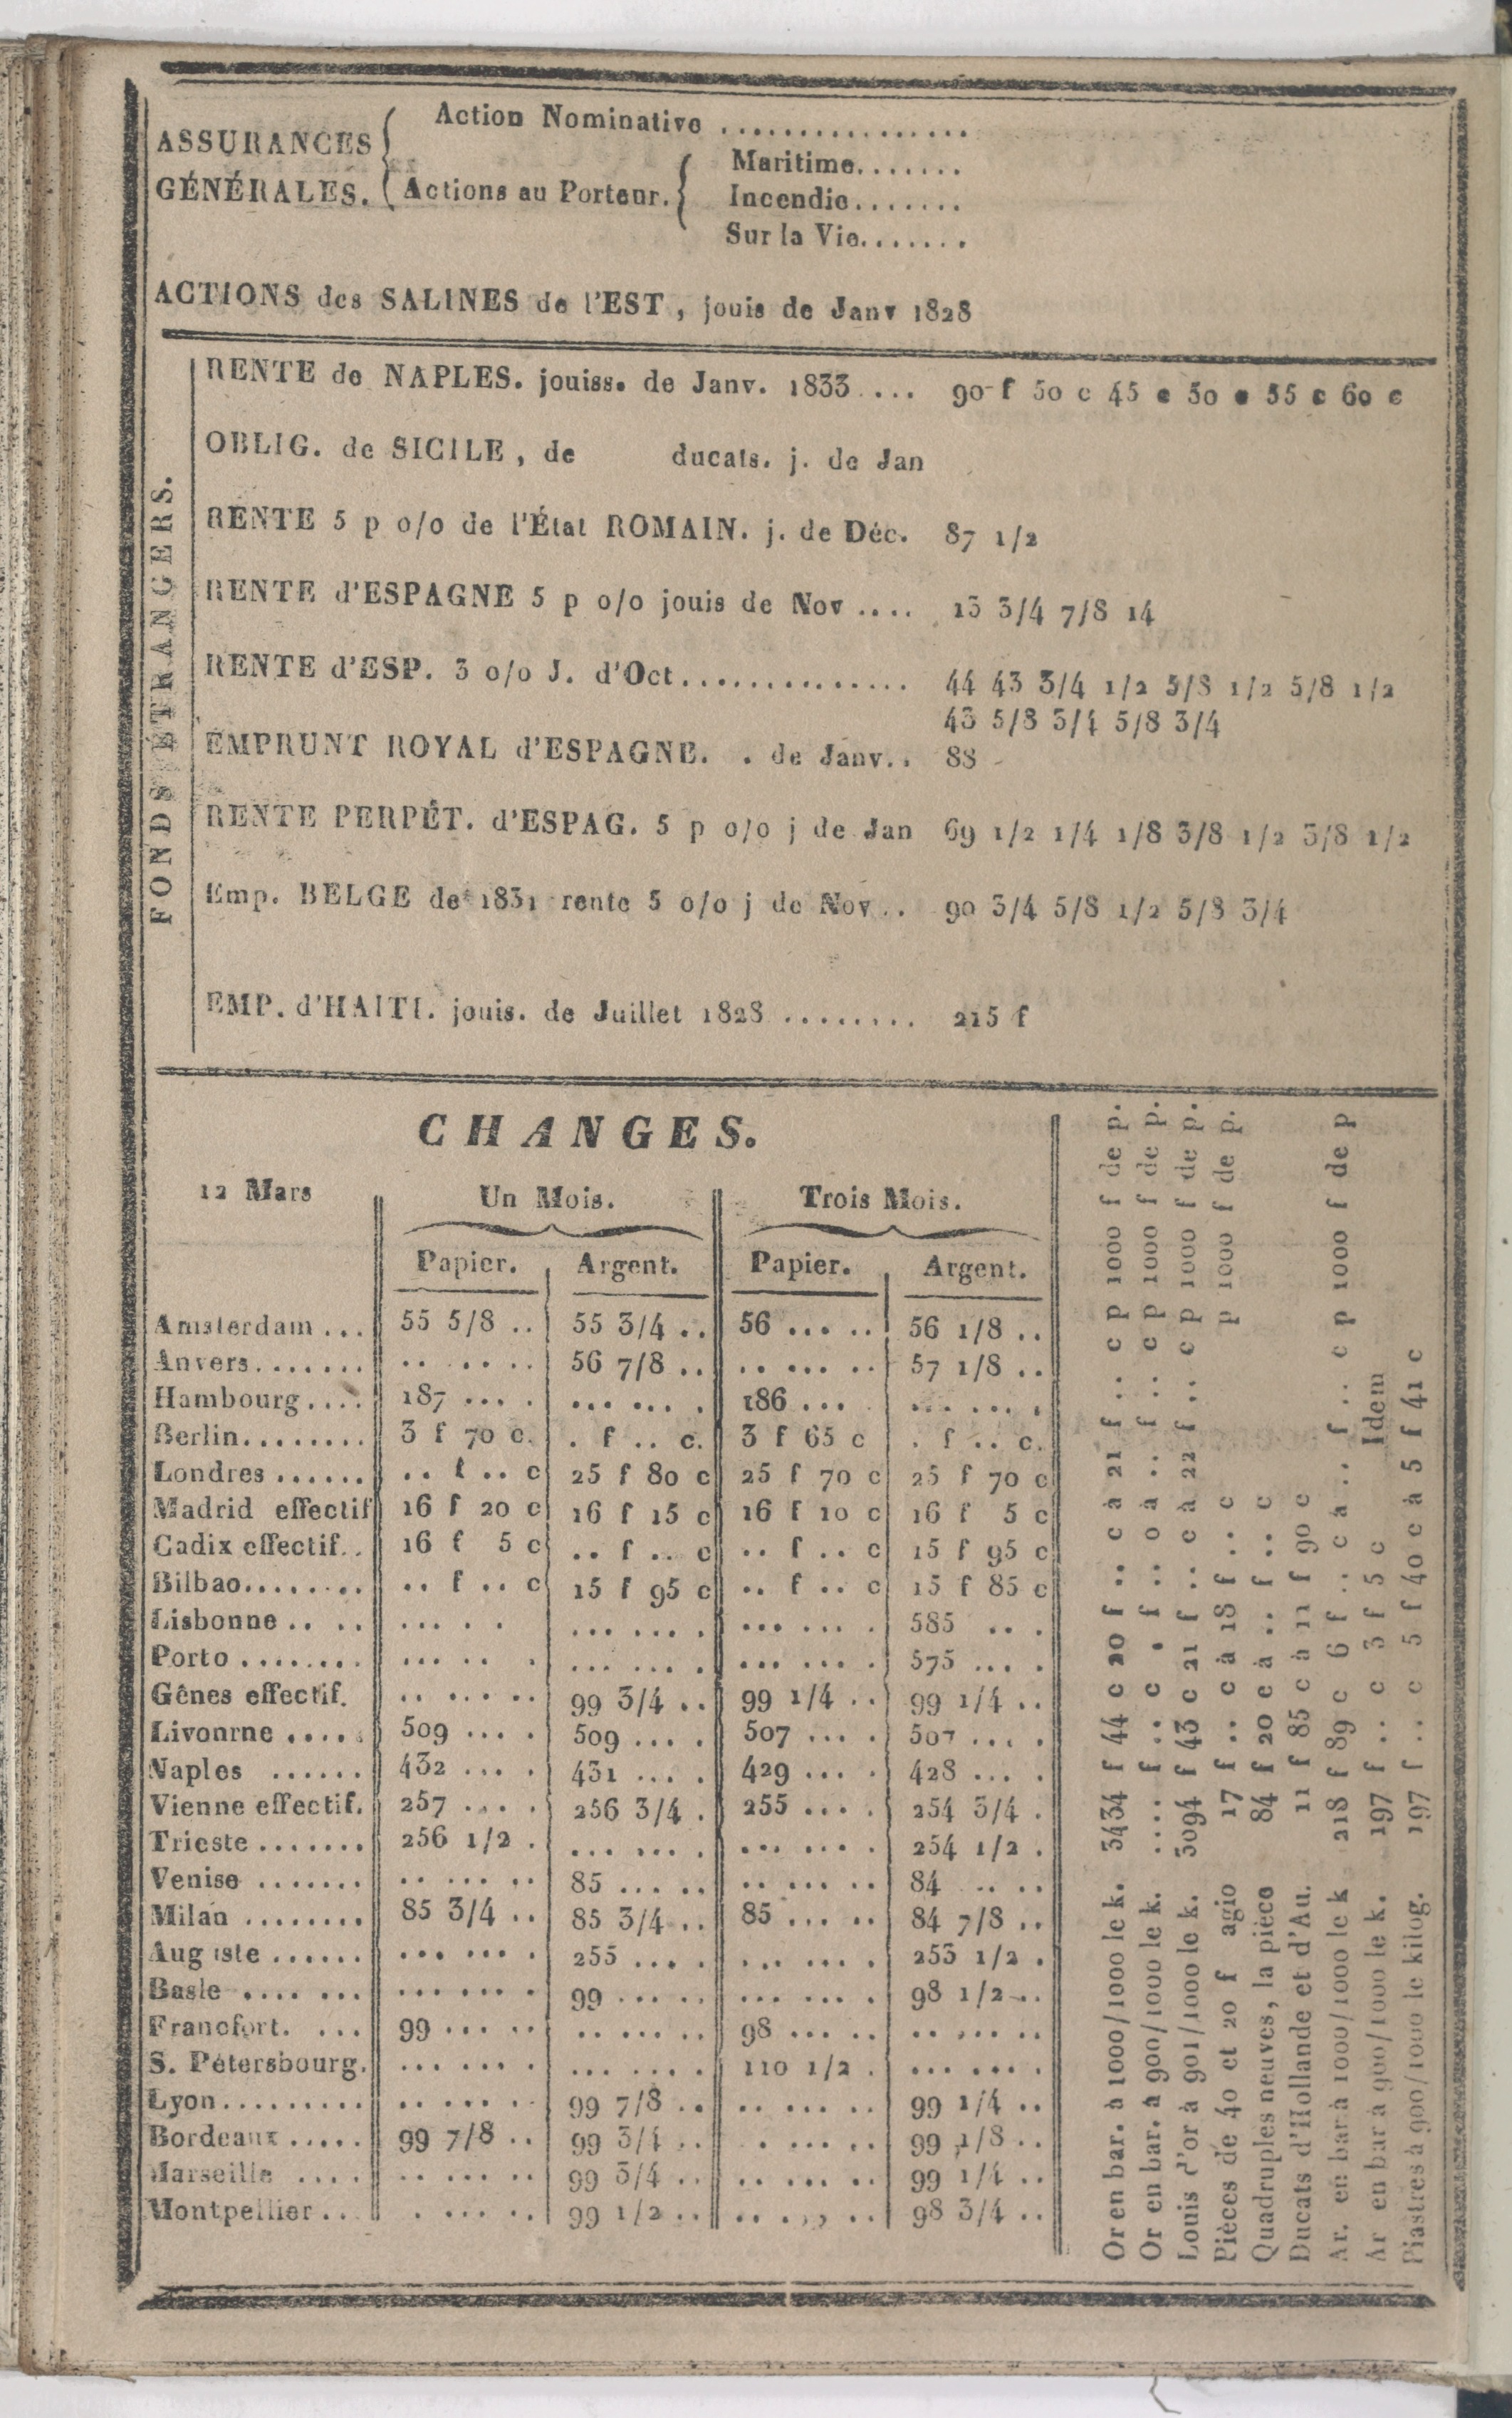 ASSURANCES GÉNÉRALES.
Action Nominative ................
Actions au Porteur.
Maritime.......
Incendie.......
Sur la Vie.......
ACTIONS des SALINES de l'EST, jouis de Janv 1828
FONDS ÉTRANGERS.
RENTE de NAPLES. jouiss. de Janv. 1833 .... 90 f 50 c 45 c 50 c 55 c 60 c
OBLIG. de SICILE, de ducats. j. de Jan
RENTE 5 p o/o de l'État ROMAIN. j. de Déc. 87 1/2
RENTE d'ESPAGNE 5 p o/o jouis de Nov .... 13 3/4 7/8 14
RENTE d'ESP. 3 o/o J. d'Oct.............. 44 43 3/4 1/2 5/8 1/2 5/8 1/2
43 5/8 3/4 5/8 3/4
EMPRUNT ROYAL d'ESPAGNE. . de Janv.. 88
RENTE PERPÉT. d'ESPAG. 5 p o/o j de Jan 69 1/2 1/4 1/8 3/8 1/2 3/8 1/2
Emp. BELGE de 1831 rente 5 o/o j de Nov.. 90 3/4 5/8 1/2 5/8 3/4
EMP. d'HAITI. jouis. de Juillet 1828 ........ 215 f
CHANGES.
12 Mars Un Mois. Trois Mois.
Papier. Argent. Papier. Argent.
Amsterdam ... 55 5/8 .. 55 3/4 .. 56 ... .. 56 1/8 ..
Anvers....... .. ... .. 56 7/8 .. .. ... .. 57 1/8 ..
Hambourg.... 187 ... . ... ... . 186 ... ... ... .
Berlin........ 3 f 70 c. . f .. c. 3 f 65 c . f .. c.
Londres ...... .. f .. c 25 f 80 c 25 f 70 c 25 f 70 c
Madrid effectif 16 f 20 c 16 f 15 c 16 f 10 c 16 f 5 c
Cadix effectif.. 16 f 5 c .. f .. c .. f .. c 15 f 95 c
Bilbao........ .. f .. c 15 f 95 c .. f .. c 15 f 85 c
Lisbonne .. .. ... . . ... ... . ... ... . 585 .. .
Porto ........ ... .. . ... ... . ... ... . 575 ... .
Gênes effectif. .. ... .. 99 3/4 .. 99 1/4 .. 99 1/4 ..
Livourne .... 509 ... . 509 ... . 507 ... . 507 ... .
Naples ...... 432 ... . 431 ... . 429 ... . 428 ... .
Vienne effectif. 257 ... . 256 3/4 . 255 ... . 254 3/4 .
Trieste ....... 256 1/2 . ... ... . ... ... . 254 1/2 .
Venise ....... .. ... .. 85 ... .. .. ... .. 84 .. ..
Milan ........ 85 3/4 .. 85 3/4 .. 85 ... .. 84 7/8 ..
Aug iste ...... ... ... . 255 ... . ... ... . 253 1/2 .
Basle .... ... ... ... . 99 ... .. ... ... . 98 1/2 ..
Francfort. ... 99 ... .. .. ... .. 98 ... .. .. ... ..
S. Pétersbourg. ... ... . ... ... . 110 1/2 . ... ... .
Lyon......... .. ... .. 99 7/8 .. .. ... .. 99 1/4 ..
Bordeaux ..... 99 7/8 .. 99 3/4 .. . ... .. 99 1/8 ..
Marseille .... .. ... .. 99 3/4 .. .. ... .. 99 1/4 ..
Montpellier .. . ... .. 99 1/2 .. .. ... .. 98 3/4 ..
Or en bar. à 1000/1000 le k. 3434 f 44 c 20 f .. c à 21 f .. c p 1000 f de p.
Or en bar. à 900/1000 le k. .... f .. c . f .. o à .. f .. c p 1000 f de p.
Louis d'or à 901/1000 le k. 3094 f 43 c 21 f .. c à 22 f .. c p 1000 f de p.
Pièces de 40 et 20 f agio 17 f .. c à 18 f .. c p 1000 f de p.
Quadruples neuves, la pièce 84 f 20 c à .. f .. c
Ducats d'Hollande et d'Au. 11 f 85 c à 11 f 90 c
Ar. en bar à 1000/1000 le k 218 f 89 c 6 f .. c à .. f .. c p 1000 f de p
Ar en bar à 900/1000 le k. 197 f .. c 3 f 5 c Idem
Piastres à 900/1000 le kilog. 197 f .. c 5 f 40 c à 5 f 41 c